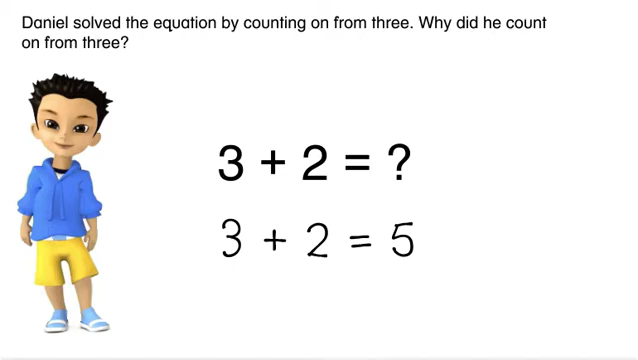 Daniel solved the equation by counting on from three. Why did he count
on from three?
3 + 2 = ?
3 + 2 = 5